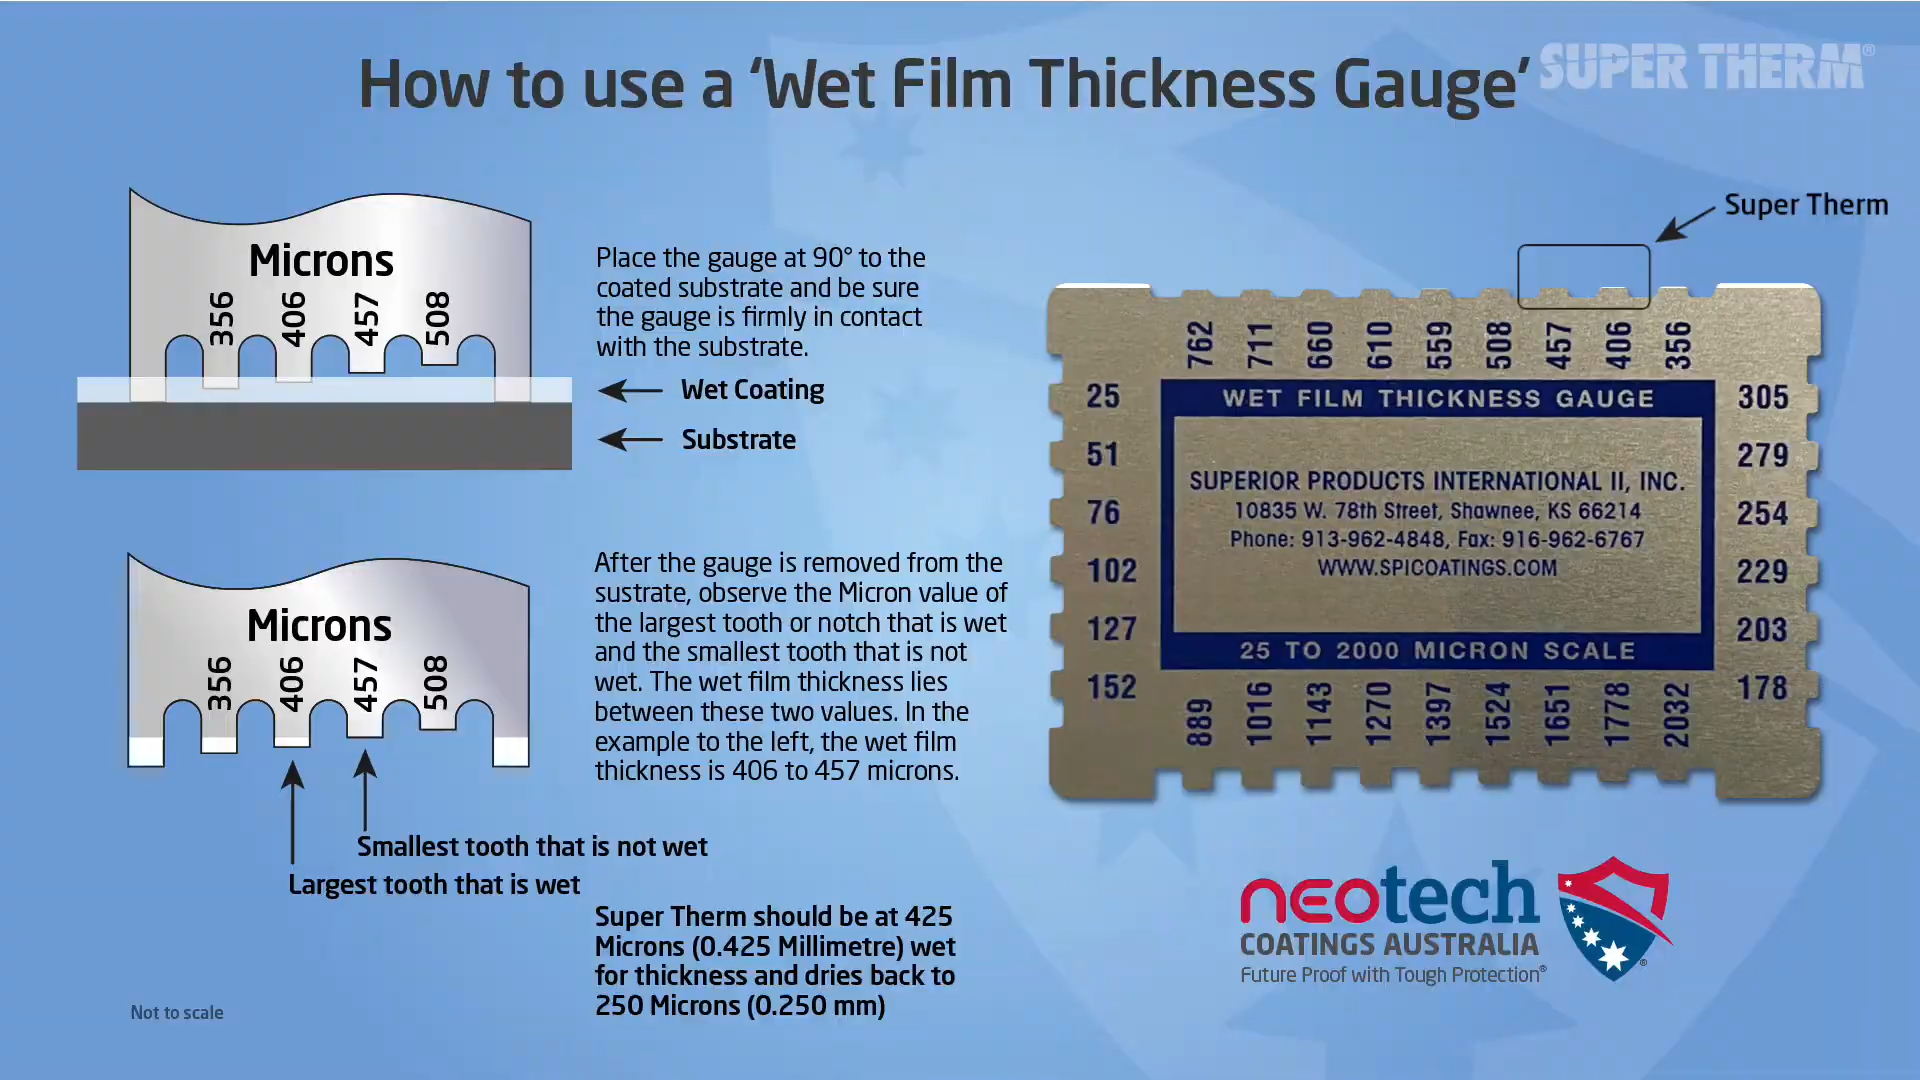 How to use a ‘Wet Film Thickness Gauge’
SUPER THERM®
Microns
356
406
457
508
Place the gauge at 90° to the
coated substrate and be sure
the gauge is firmly in contact
with the substrate.
Wet Coating
Substrate
Microns
356
406
457
508
After the gauge is removed from the
sustrate, observe the Micron value of
the largest tooth or notch that is wet
and the smallest tooth that is not
wet. The wet film thickness lies
between these two values. In the
example to the left, the wet film
thickness is 406 to 457 microns.
Smallest tooth that is not wet
Largest tooth that is wet
Super Therm should be at 425
Microns (0.425 Millimetre) wet
for thickness and dries back to
250 Microns (0.250 mm)
Not to scale
Super Therm
762
711
660
610
559
508
457
406
356
25
51
76
102
127
152
WET FILM THICKNESS GAUGE
SUPERIOR PRODUCTS INTERNATIONAL II, INC.
10835 W. 78th Street, Shawnee, KS 66214
Phone: 913-962-4848, Fax: 916-962-6767
WWW.SPICOATINGS.COM
25 TO 2000 MICRON SCALE
305
279
254
229
203
178
889
1016
1143
1270
1397
1524
1651
1778
2032
neotech
COATINGS AUSTRALIA
Future Proof with Tough Protection®
®